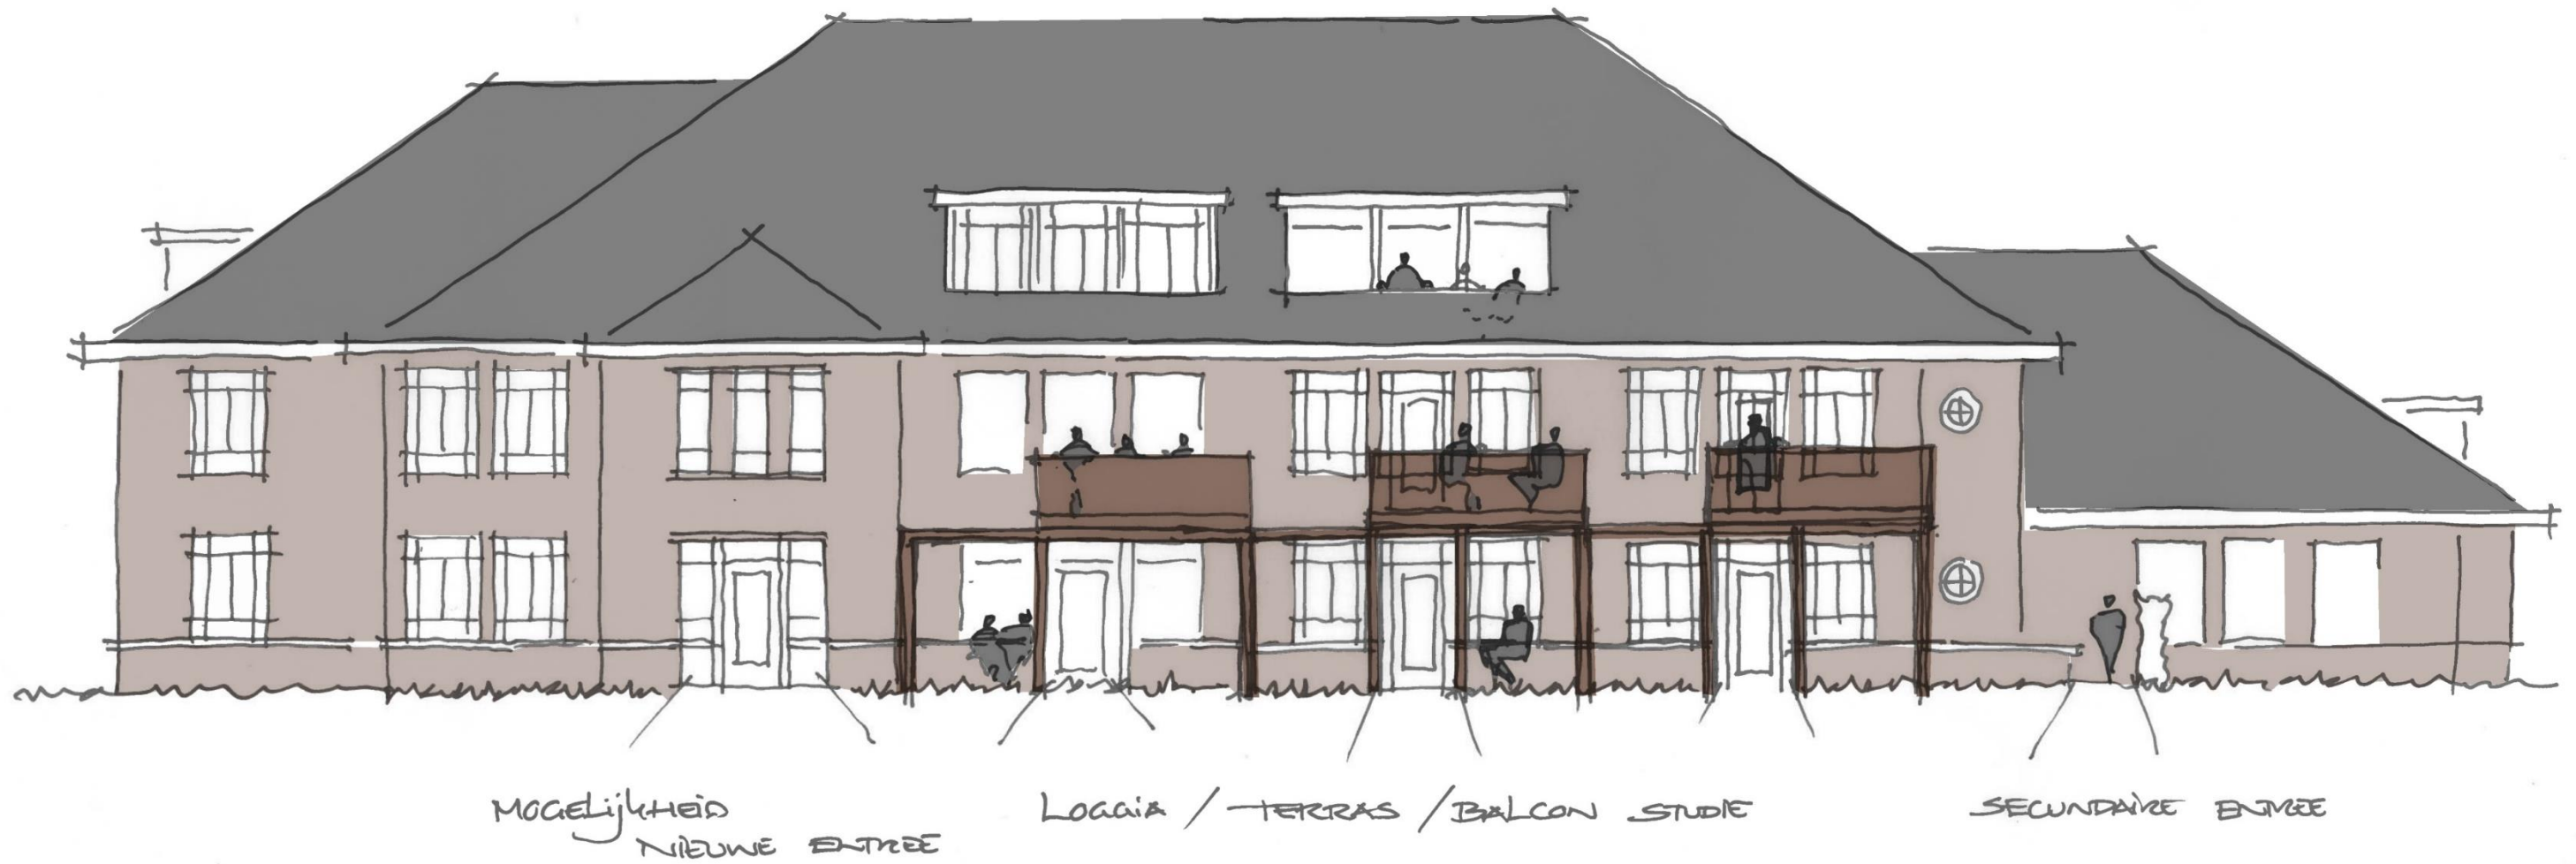 MOGELIJKHEID
NIEUWE ENTREE
LOGGIA / TERRAS / BALCON STUDIE
SECUNDAIRE ENTREE